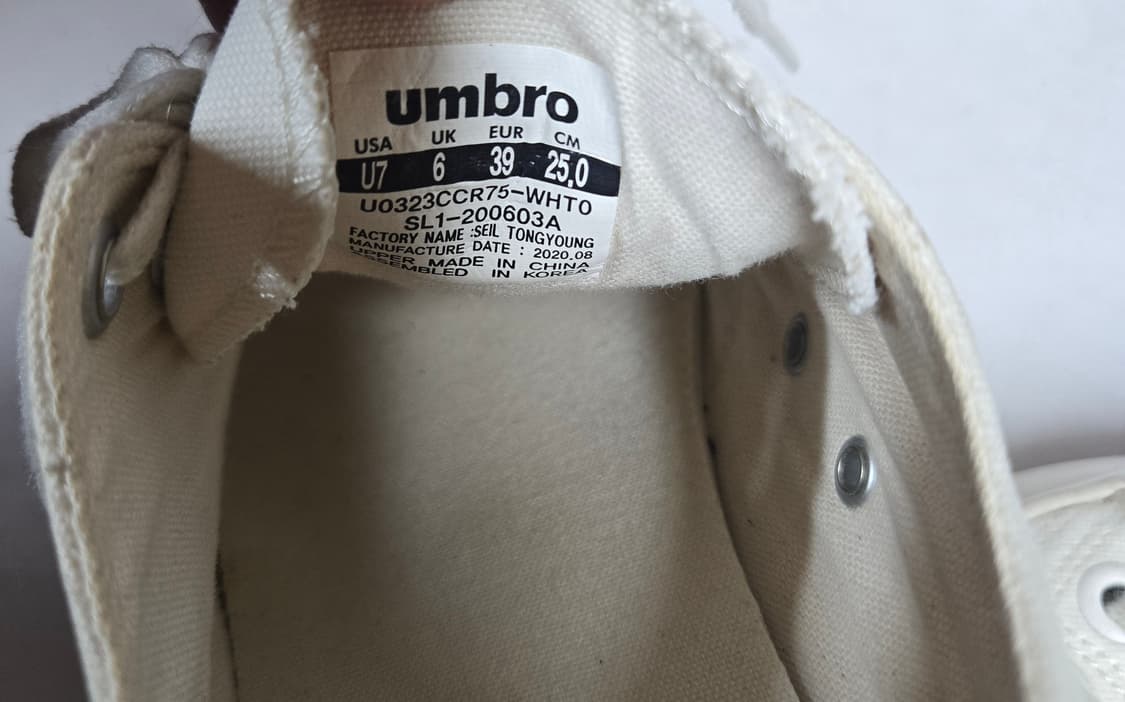 umbro
USA UK EUR CM
U7 6 39 25.0
U0323CCR75-WHT0
SL1-200603A
FACTORY NAME :SEIL TONGYOUNG
MANUFACTURE DATE : 2020.08
UPPER MADE IN CHINA
ASSEMBLED IN KOREA